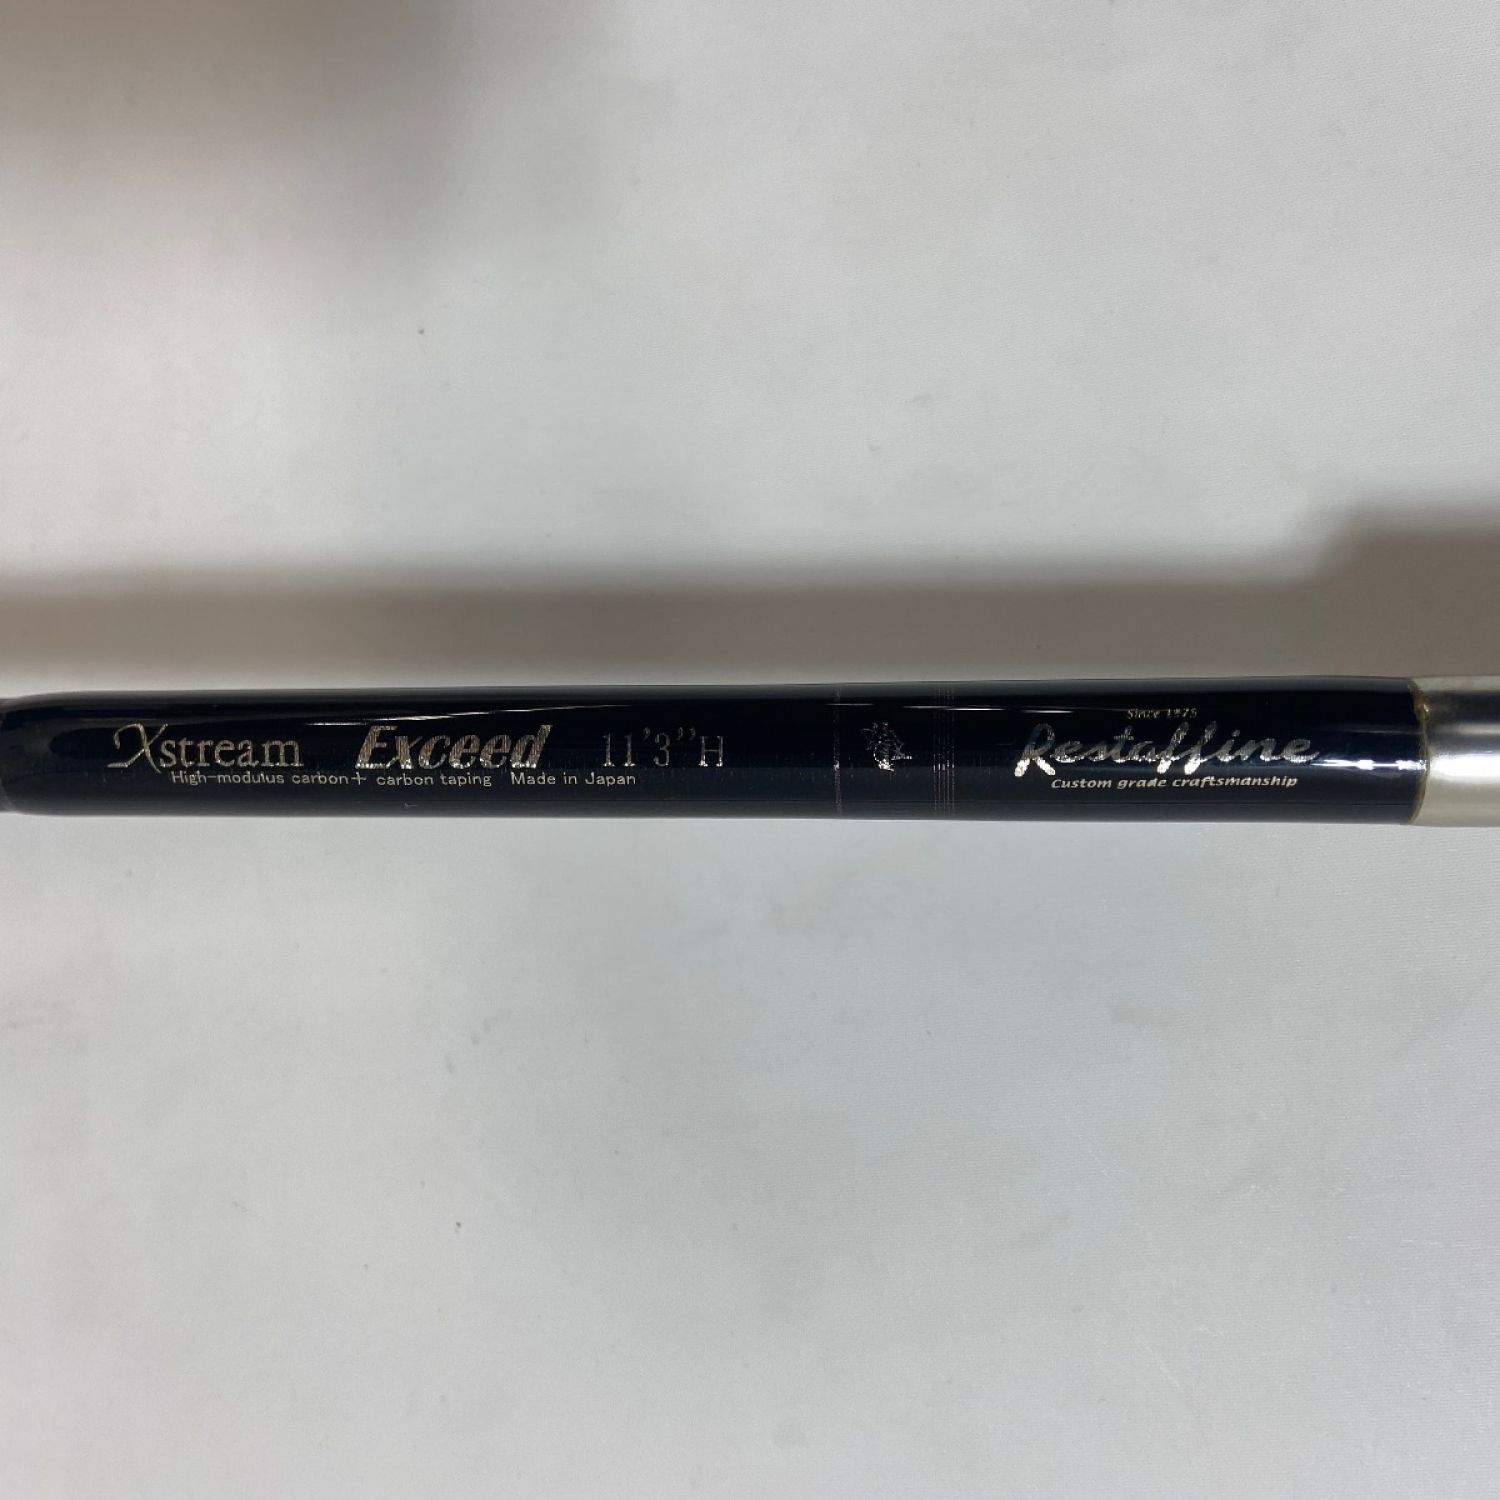 Xstream Exceed 11'3''H
High-modulus carbon+ carbon taping Made in Japan
Since 1975
Restaffine
Custom grade craftsmanship